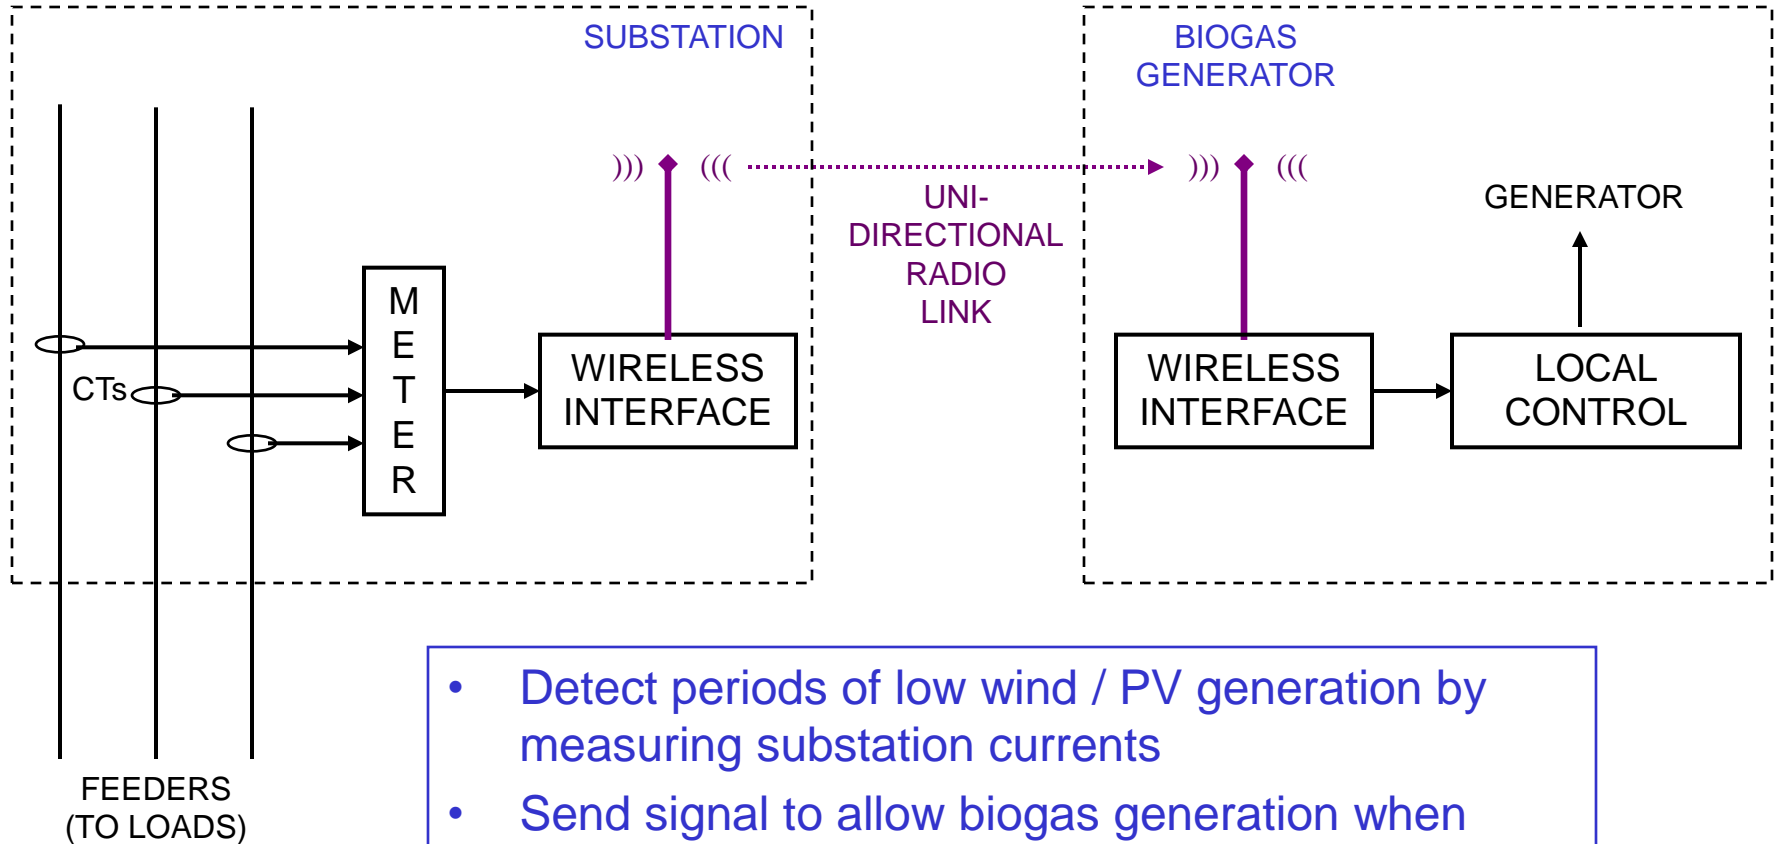 SUBSTATION
BIOGAS
GENERATOR
))) (((
))) (((
UNI-
DIRECTIONAL
RADIO
LINK
GENERATOR
M
E
T
E
R
CTs
WIRELESS
INTERFACE
WIRELESS
INTERFACE
LOCAL
CONTROL
FEEDERS
(TO LOADS)
• Detect periods of low wind / PV generation by
measuring substation currents
• Send signal to allow biogas generation when